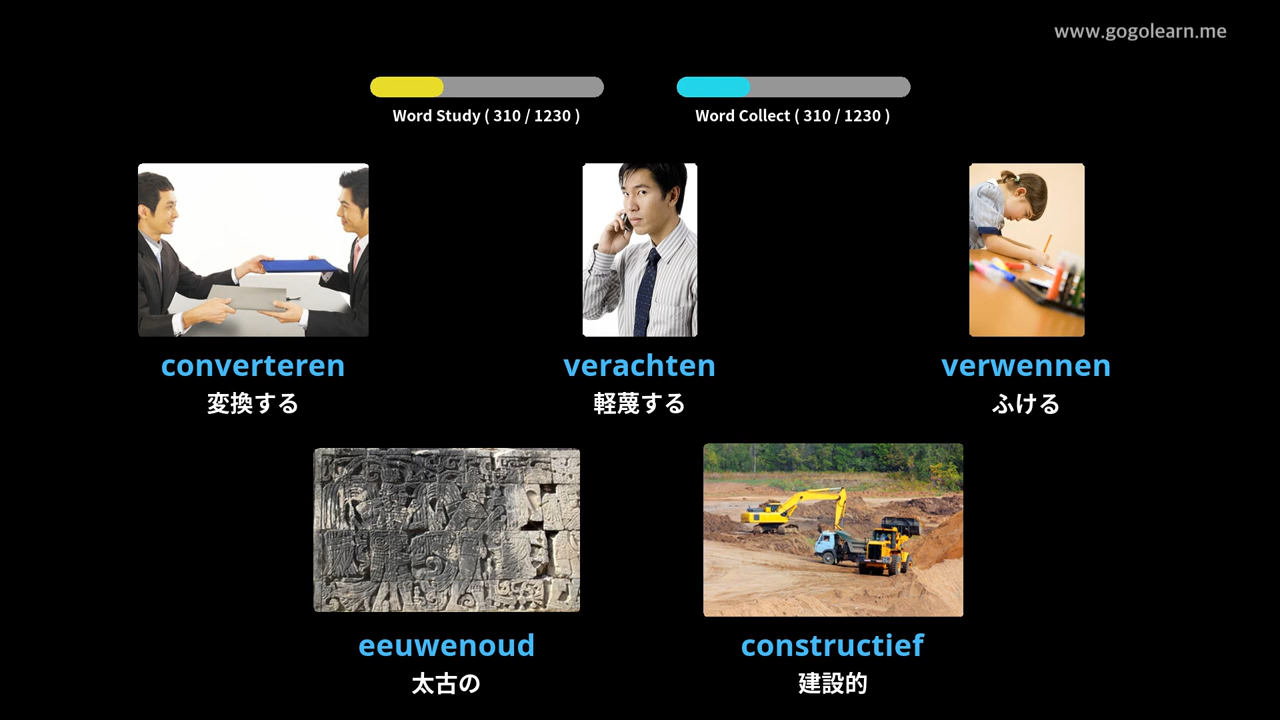 www.gogolearn.me
Word Study ( 310 / 1230 )
Word Collect ( 310 / 1230 )
converteren
変換する
verachten
軽蔑する
verwennen
ふける
eeuwenoud
太古の
constructief
建設的